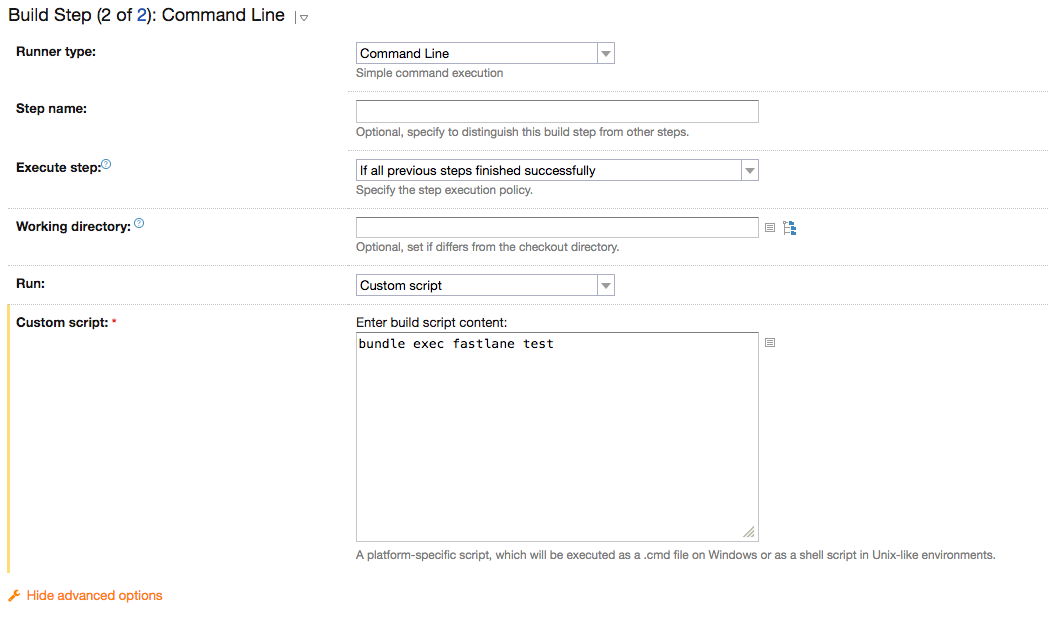 Build Step (2 of 2): Command Line
Runner type:
Command Line
Simple command execution
Step name:
Optional, specify to distinguish this build step from other steps.
Execute step:
If all previous steps finished successfully
Specify the step execution policy.
Working directory:
Optional, set if differs from the checkout directory.
Run:
Custom script
Custom script: *
Enter build script content:
bundle exec fastlane test
A platform-specific script, which will be executed as a .cmd file on Windows or as a shell script in Unix-like environments.
Hide advanced options